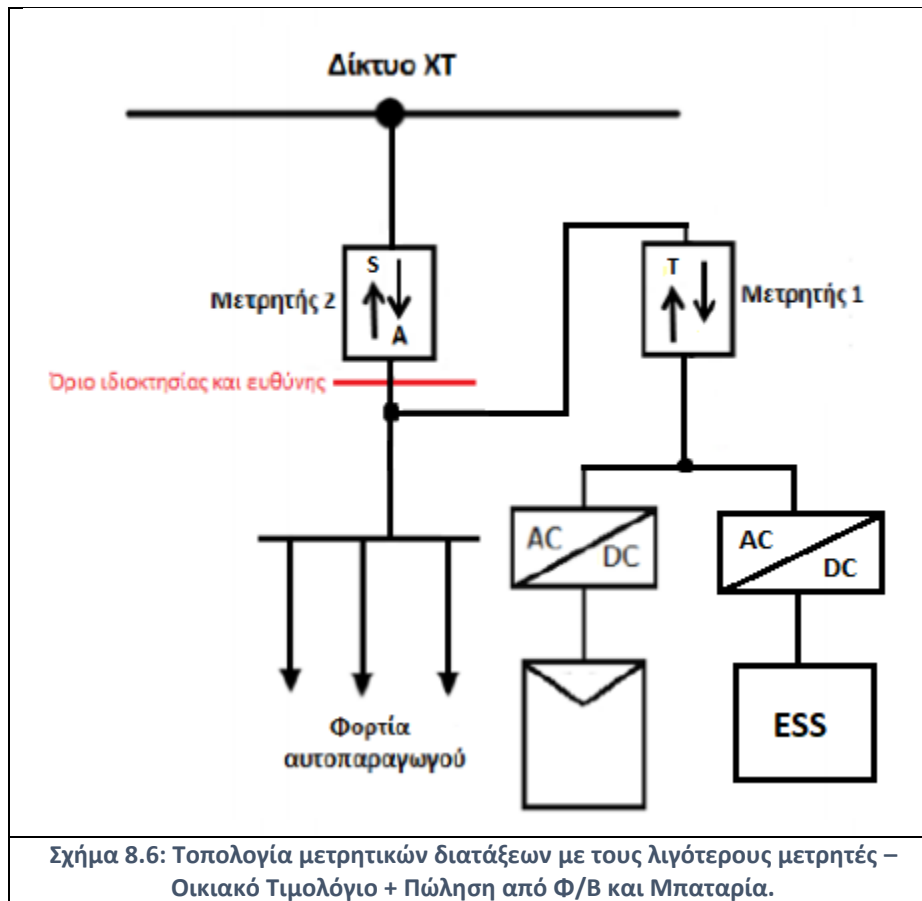 Δίκτυο ΧΤ
S
A
Μετρητής 2
T
Μετρητής 1
Όριο ιδιοκτησίας και ευθύνης
AC
DC
AC
DC
ESS
Φορτία
αυτοπαραγωγού
Σχήμα 8.6: Τοπολογία μετρητικών διατάξεων με τους λιγότερους μετρητές –
Οικιακό Τιμολόγιο + Πώληση από Φ/Β και Μπαταρία.